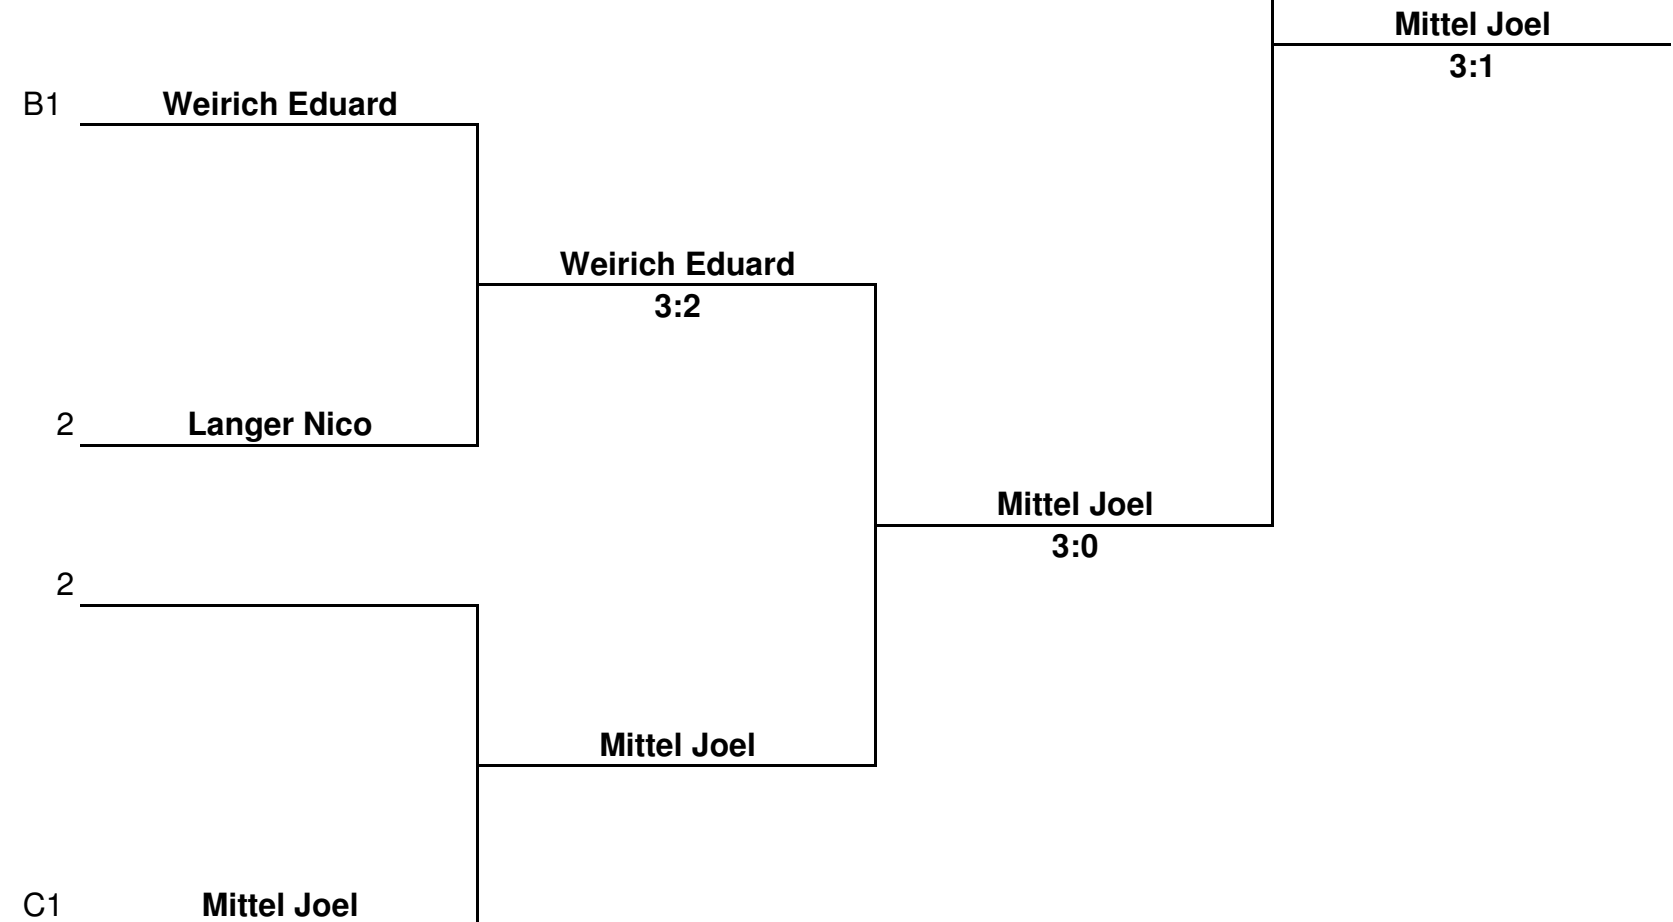 Mittel Joel
3:1
B1 Weirich Eduard
Weirich Eduard
3:2
2 Langer Nico
Mittel Joel
3:0
2
Mittel Joel
C1 Mittel Joel